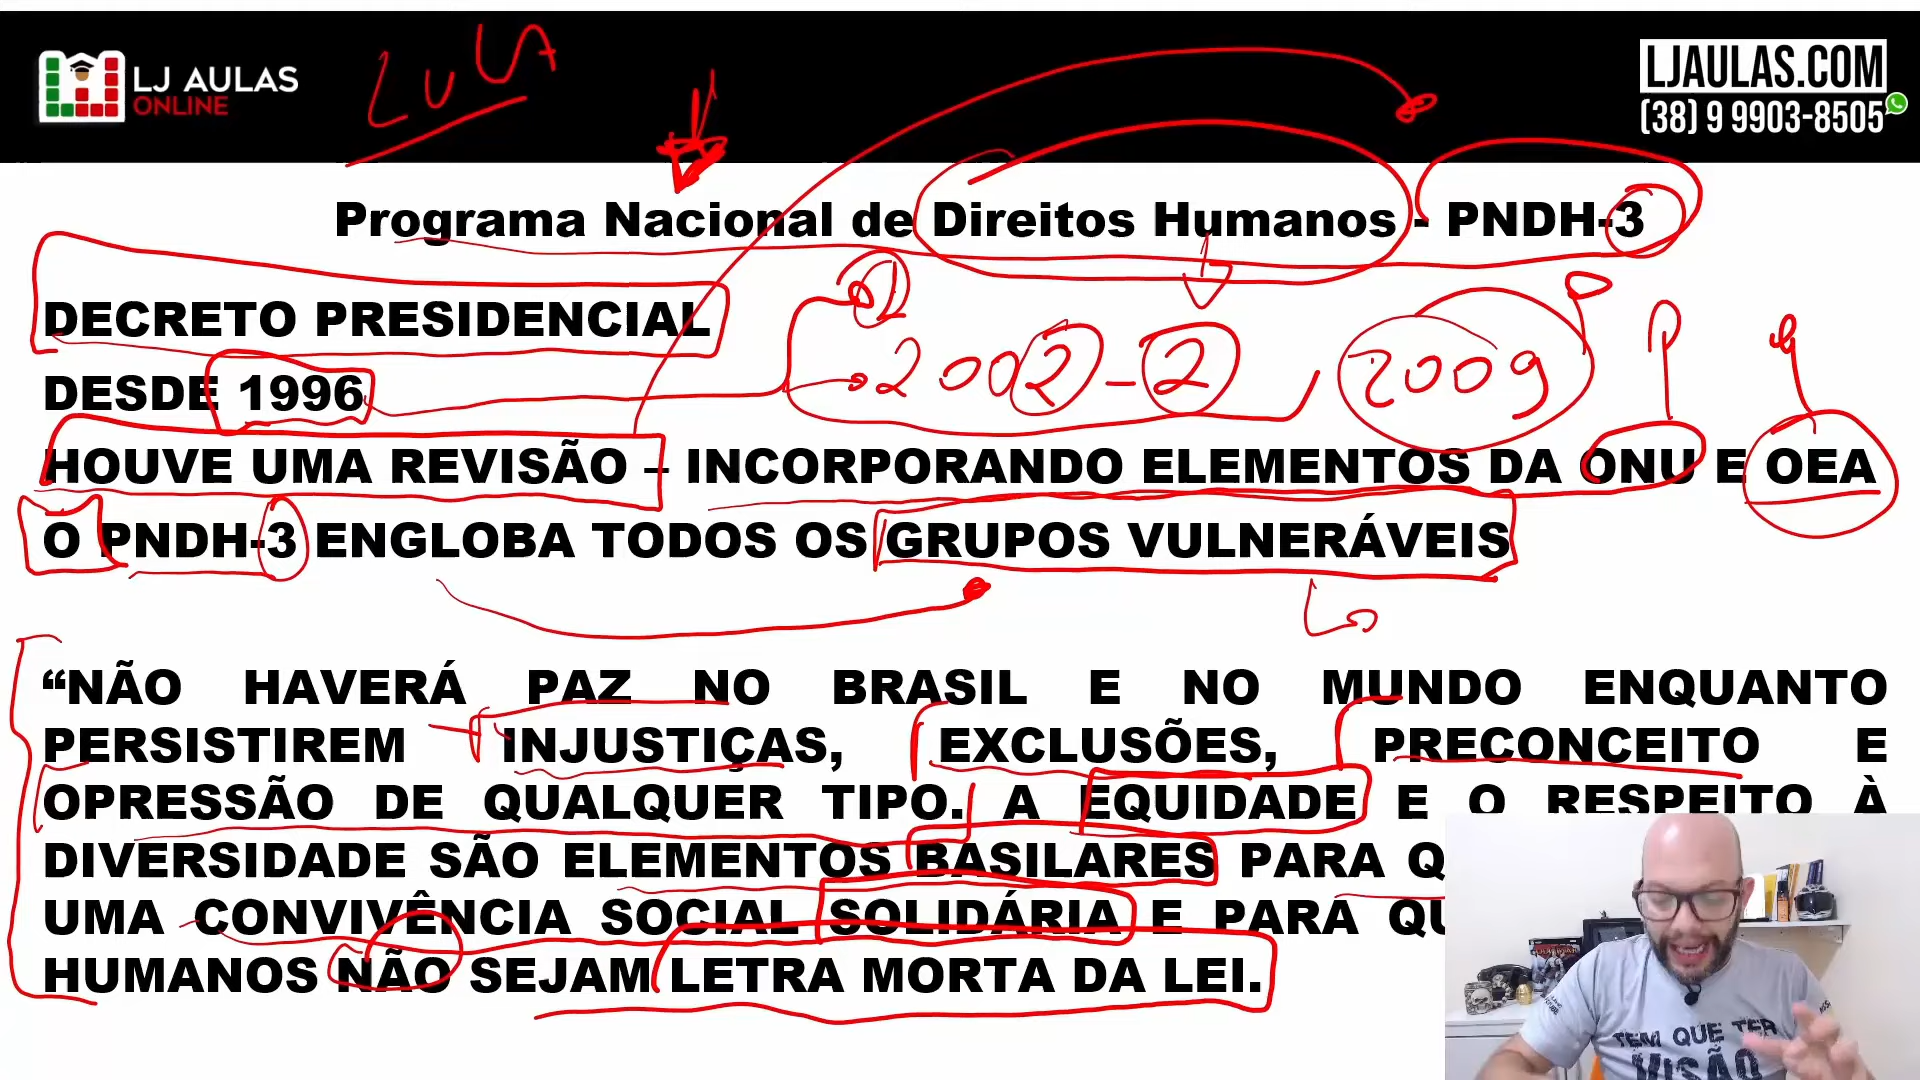 LJ AULAS
ONLINE
LULA
LJAULAS.COM
(38) 9 9903-8505
Programa Nacional de Direitos Humanos - PNDH-3
DECRETO PRESIDENCIAL
1
DESDE 1996
2002-2, 2009
HOUVE UMA REVISÃO – INCORPORANDO ELEMENTOS DA ONU E OEA
O PNDH-3 ENGLOBA TODOS OS GRUPOS VULNERÁVEIS
“NÃO HAVERÁ PAZ NO BRASIL E NO MUNDO ENQUANTO
PERSISTIREM INJUSTIÇAS, EXCLUSÕES, PRECONCEITO E
OPRESSÃO DE QUALQUER TIPO. A EQUIDADE E O RESPEITO À
DIVERSIDADE SÃO ELEMENTOS BASILARES PARA Q
UMA CONVIVÊNCIA SOCIAL SOLIDÁRIA E PARA QU
HUMANOS NÃO SEJAM LETRA MORTA DA LEI.
TEM QUE TER
VISÃO